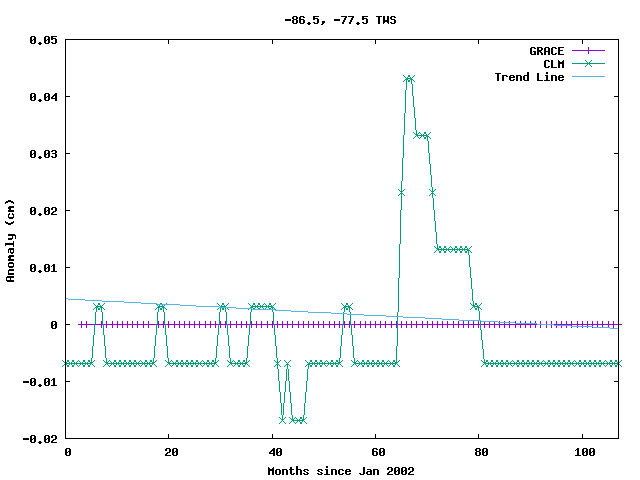 -86.5, -77.5 TWS
0.05
0.04
0.03
0.02
0.01
0
-0.01
-0.02
Anomaly (cm)
GRACE
CLM
Trend Line
0 20 40 60 80 100
Months since Jan 2002